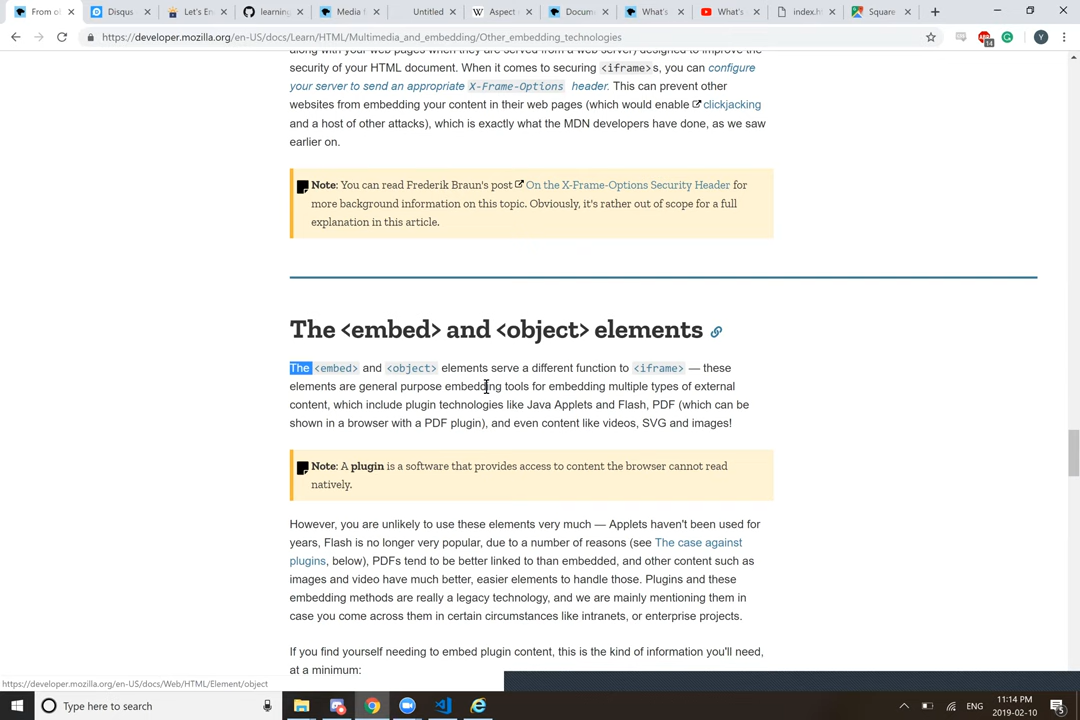 From ol
Disqus
Let's En
learning
Media f
Untitled
Aspect
Docum
What's
What's
index.h
Square
https://developer.mozilla.org/en-US/docs/Learn/HTML/Multimedia_and_embedding/Other_embedding_technologies
14
Y
along with your web pages when they are served from a web server) designed to improve the
security of your HTML document. When it comes to securing <iframe>s, you can configure
your server to send an appropriate X-Frame-Options header. This can prevent other
websites from embedding your content in their web pages (which would enable clickjacking
and a host of other attacks), which is exactly what the MDN developers have done, as we saw
earlier on.
Note: You can read Frederik Braun's post On the X-Frame-Options Security Header for
more background information on this topic. Obviously, it's rather out of scope for a full
explanation in this article.
The <embed> and <object> elements
The <embed> and <object> elements serve a different function to <iframe> — these
elements are general purpose embedding tools for embedding multiple types of external
content, which include plugin technologies like Java Applets and Flash, PDF (which can be
shown in a browser with a PDF plugin), and even content like videos, SVG and images!
Note: A plugin is a software that provides access to content the browser cannot read
natively.
However, you are unlikely to use these elements very much — Applets haven't been used for
years, Flash is no longer very popular, due to a number of reasons (see The case against
plugins, below), PDFs tend to be better linked to than embedded, and other content such as
images and video have much better, easier elements to handle those. Plugins and these
embedding methods are really a legacy technology, and we are mainly mentioning them in
case you come across them in certain circumstances like intranets, or enterprise projects.
If you find yourself needing to embed plugin content, this is the kind of information you'll need,
at a minimum:
https://developer.mozilla.org/en-US/docs/Web/HTML/Element/object
Type here to search
ENG
11:14 PM
2019-02-10
5